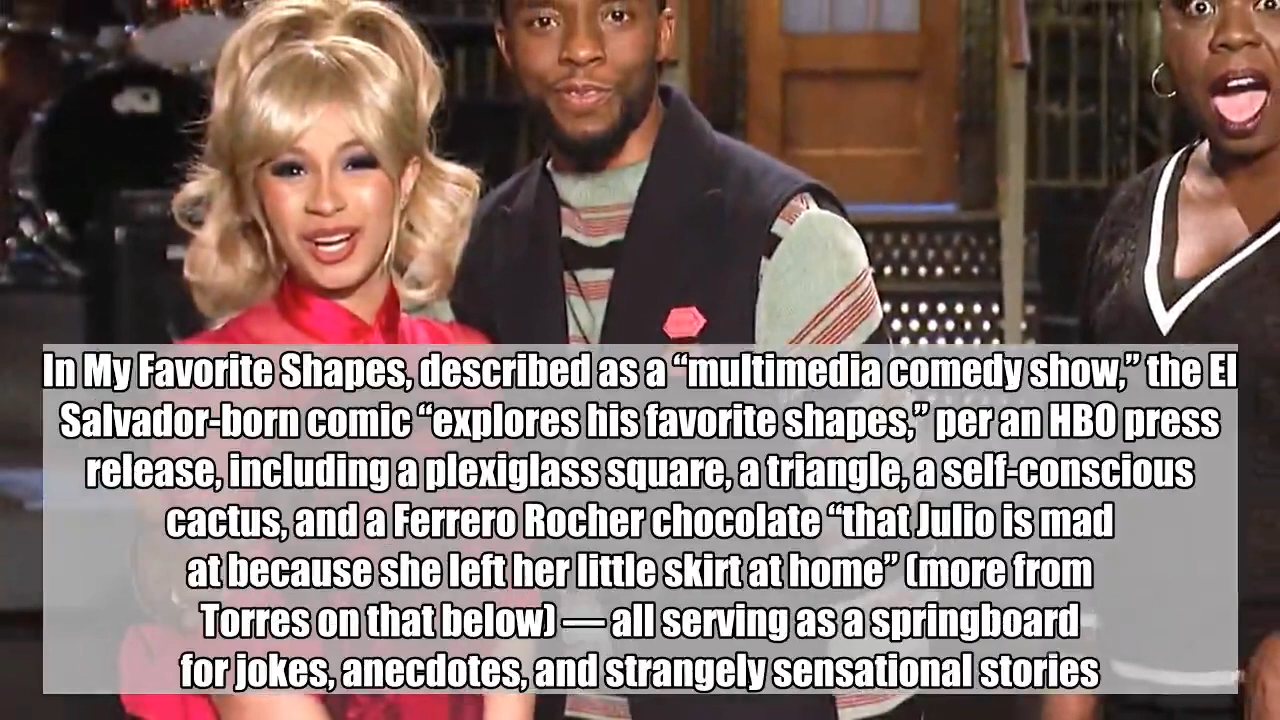 In My Favorite Shapes, described as a “multimedia comedy show,” the El
Salvador-born comic “explores his favorite shapes,” per an HBO press
release, including a plexiglass square, a triangle, a self-conscious
cactus, and a Ferrero Rocher chocolate “that Julio is mad
at because she left her little skirt at home” (more from
Torres on that below) — all serving as a springboard
for jokes, anecdotes, and strangely sensational stories